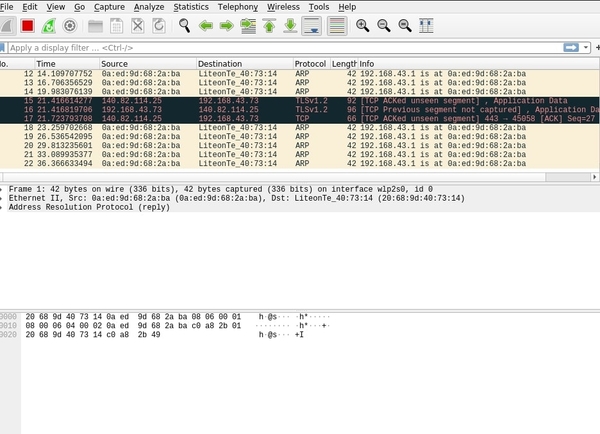 File Edit View Go Capture Analyze Statistics Telephony Wireless Tools Help
Apply a display filter ... <Ctrl-/>
No. Time Source Destination Protocol Length Info
12 14.109707752 0a:ed:9d:68:2a:ba LiteonTe_40:73:14 ARP 42 192.168.43.1 is at 0a:ed:9d:68:2a:ba
13 16.706356529 0a:ed:9d:68:2a:ba LiteonTe_40:73:14 ARP 42 192.168.43.1 is at 0a:ed:9d:68:2a:ba
14 19.983076139 0a:ed:9d:68:2a:ba LiteonTe_40:73:14 ARP 42 192.168.43.1 is at 0a:ed:9d:68:2a:ba
15 21.416614277 140.82.114.25 192.168.43.73 TLSv1.2 92 [TCP ACKed unseen segment] , Application Data
16 21.416819706 192.168.43.73 140.82.114.25 TLSv1.2 96 [TCP Previous segment not captured] , Application Da
17 21.723793708 140.82.114.25 192.168.43.73 TCP 66 [TCP ACKed unseen segment] 443 → 45058 [ACK] Seq=27
18 23.259702668 0a:ed:9d:68:2a:ba LiteonTe_40:73:14 ARP 42 192.168.43.1 is at 0a:ed:9d:68:2a:ba
19 26.536542095 0a:ed:9d:68:2a:ba LiteonTe_40:73:14 ARP 42 192.168.43.1 is at 0a:ed:9d:68:2a:ba
20 29.813235601 0a:ed:9d:68:2a:ba LiteonTe_40:73:14 ARP 42 192.168.43.1 is at 0a:ed:9d:68:2a:ba
21 33.089935377 0a:ed:9d:68:2a:ba LiteonTe_40:73:14 ARP 42 192.168.43.1 is at 0a:ed:9d:68:2a:ba
22 36.366633494 0a:ed:9d:68:2a:ba LiteonTe_40:73:14 ARP 42 192.168.43.1 is at 0a:ed:9d:68:2a:ba
Frame 1: 42 bytes on wire (336 bits), 42 bytes captured (336 bits) on interface wlp2s0, id 0
Ethernet II, Src: 0a:ed:9d:68:2a:ba (0a:ed:9d:68:2a:ba), Dst: LiteonTe_40:73:14 (20:68:9d:40:73:14)
Address Resolution Protocol (reply)
0000 20 68 9d 40 73 14 0a ed 9d 68 2a ba 08 06 00 01 h·@s··· ·h*·····
0010 08 00 06 04 00 02 0a ed 9d 68 2a ba c0 a8 2b 01 ········ ·h*···+·
0020 20 68 9d 40 73 14 c0 a8 2b 49 h·@s··· +I